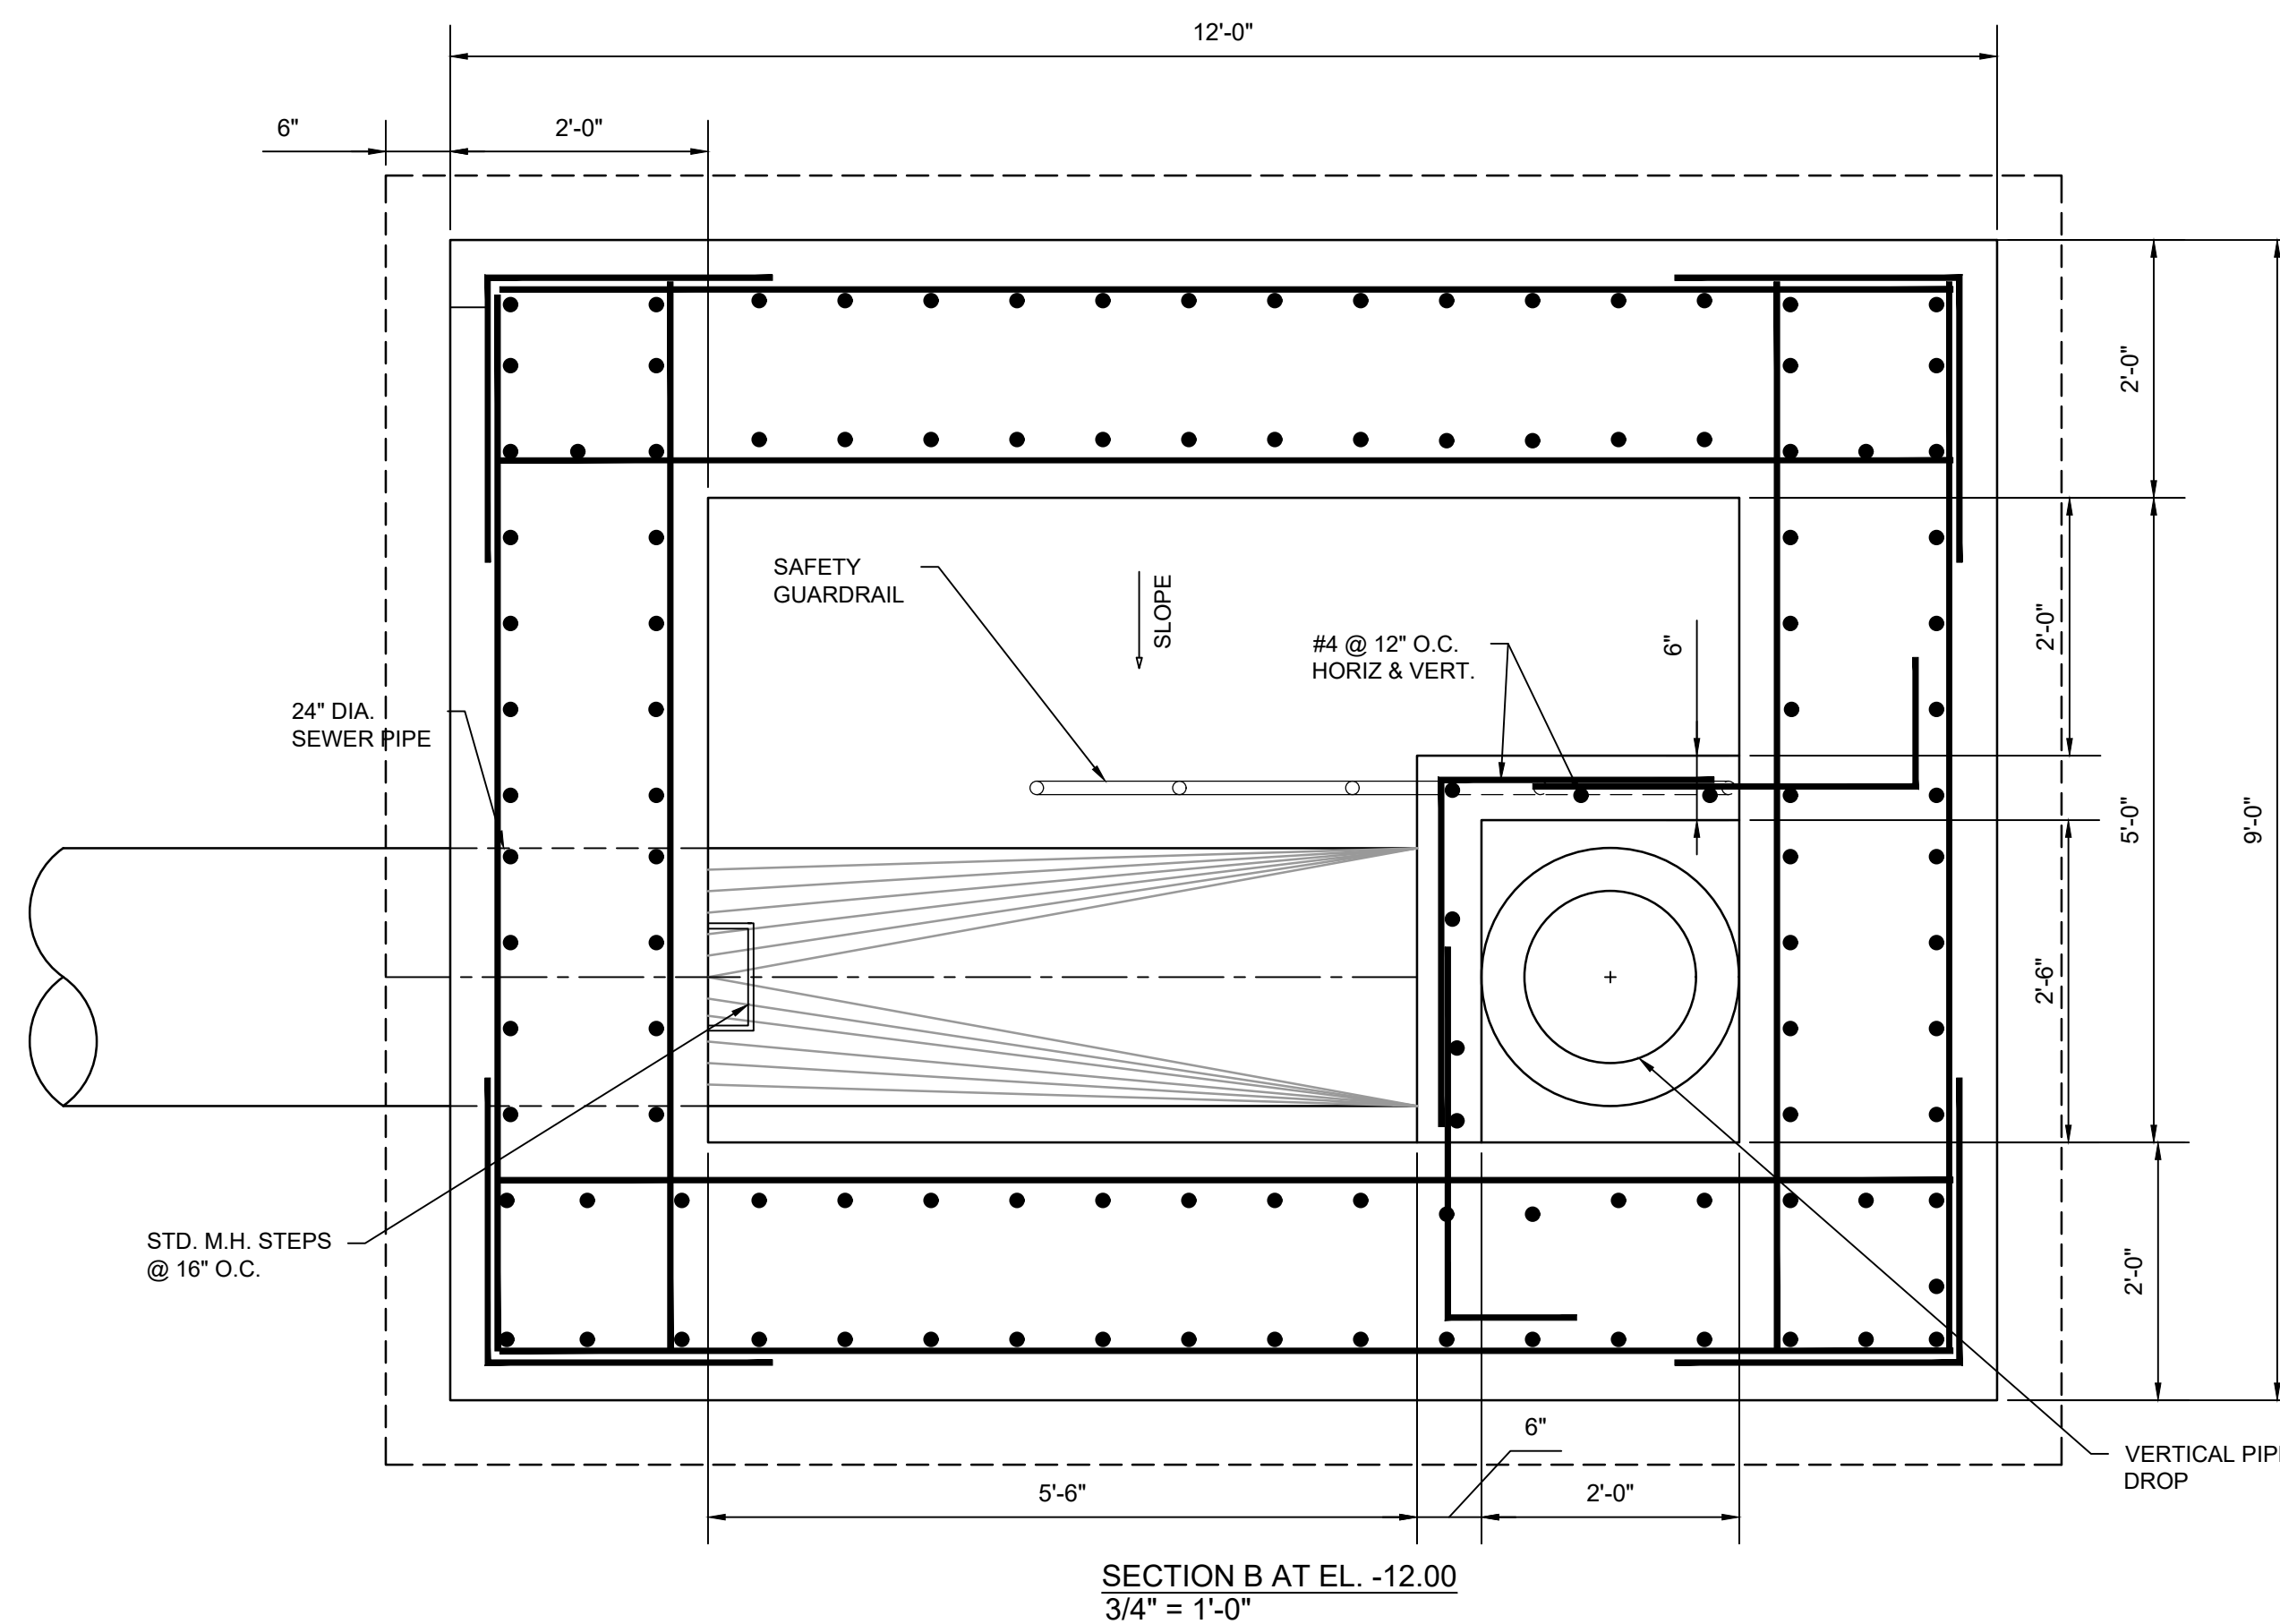 12'-0"
6"
2'-0"
2'-0"
SAFETY
GUARDRAIL
SLOPE
#4 @ 12" O.C.
HORIZ & VERT.
6"
2'-0"
24" DIA.
SEWER PIPE
5'-0"
9'-0"
2'-6"
STD. M.H. STEPS
@ 16" O.C.
2'-0"
6"
VERTICAL PIP
DROP
5'-6"
2'-0"
SECTION B AT EL. -12.00
3/4" = 1'-0"